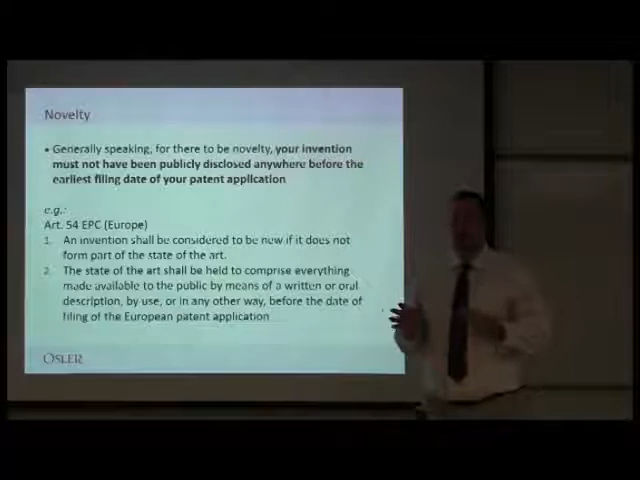 Novelty
• Generally speaking, for there to be novelty, your invention
must not have been publicly disclosed anywhere before the
earliest filing date of your patent application
e.g.:
Art. 54 EPC (Europe)
1. An invention shall be considered to be new if it does not
form part of the state of the art.
2. The state of the art shall be held to comprise everything
made available to the public by means of a written or oral
description, by use, or in any other way, before the date of
filing of the European patent application
OSLER